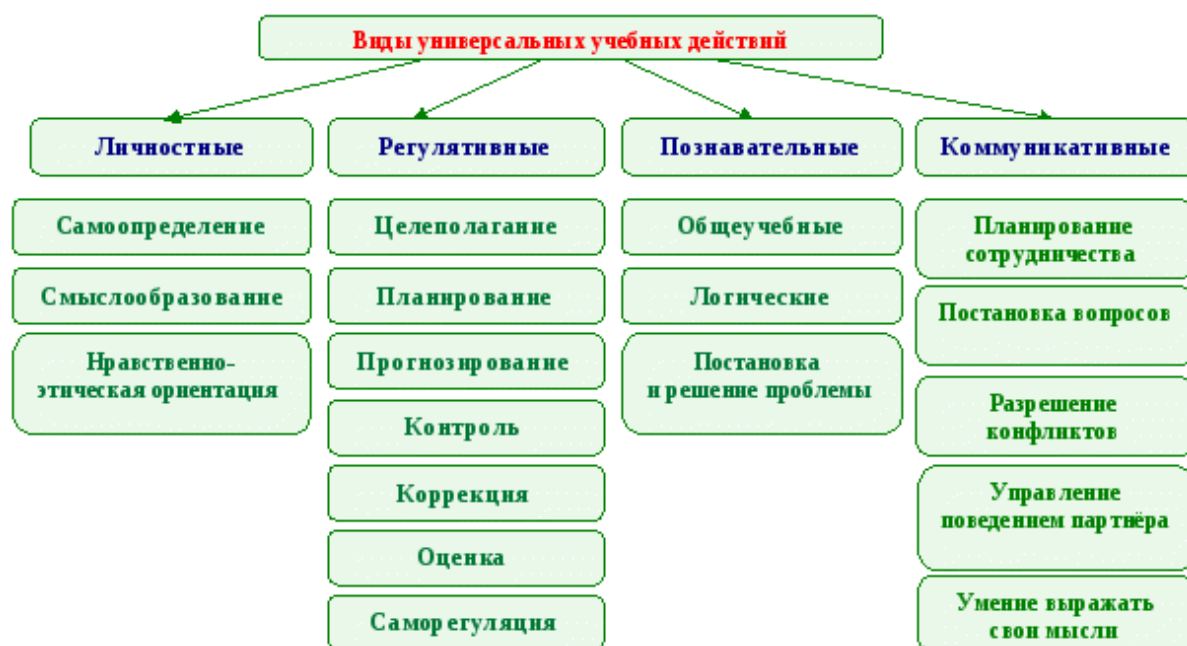 Виды универсальных учебных действий
Личностные
Регулятивные
Познавательные
Коммуникативные
Самоопределение
Смыслообразование
Нравственно-
этическая ориентация
Целеполагание
Планирование
Прогнозирование
Контроль
Коррекция
Оценка
Саморегуляция
Общеучебные
Логические
Постановка
и решение проблемы
Планирование
сотрудничества
Постановка вопросов
Разрешение
конфликтов
Управление
поведением партнёра
Умение выражать
свои мысли